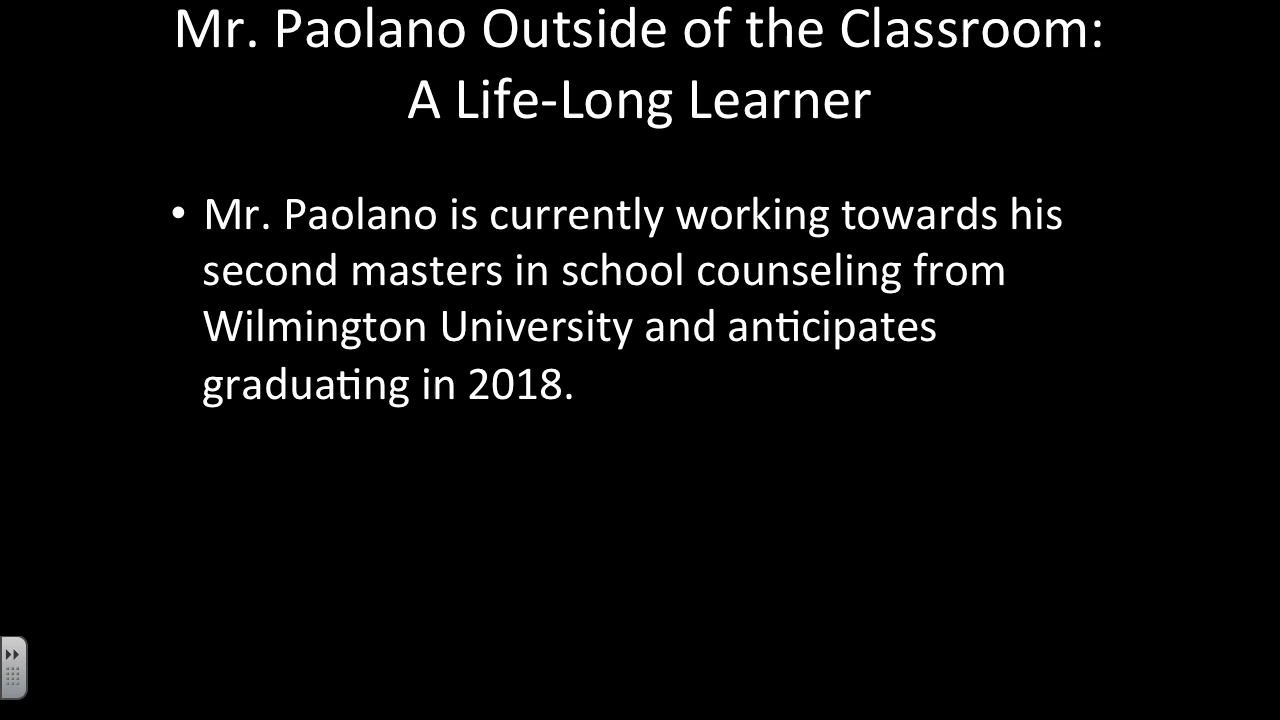 Mr. Paolano Outside of the Classroom:
A Life-Long Learner
• Mr. Paolano is currently working towards his
second masters in school counseling from
Wilmington University and anticipates
graduating in 2018.